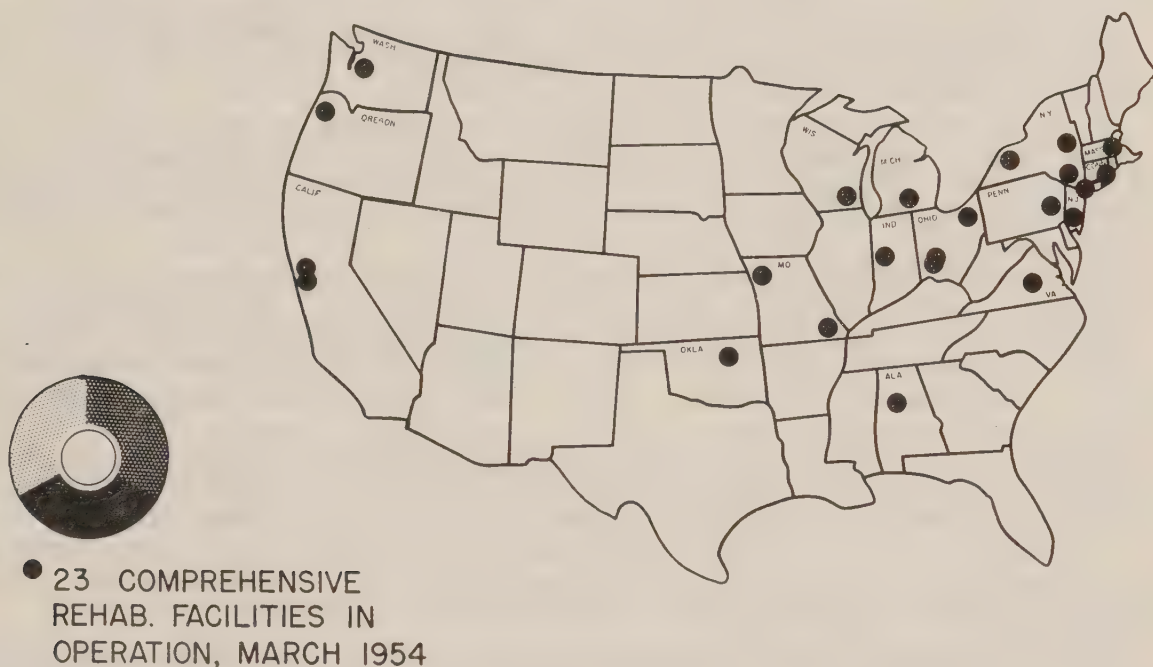 WASH
OREGON
CALIF
WIS
MICH
NY
MASS
CONN
PENN
N.J.
OHIO
IND
MO
VA
OKLA
ALA
23 COMPREHENSIVE
REHAB. FACILITIES IN
OPERATION, MARCH 1954